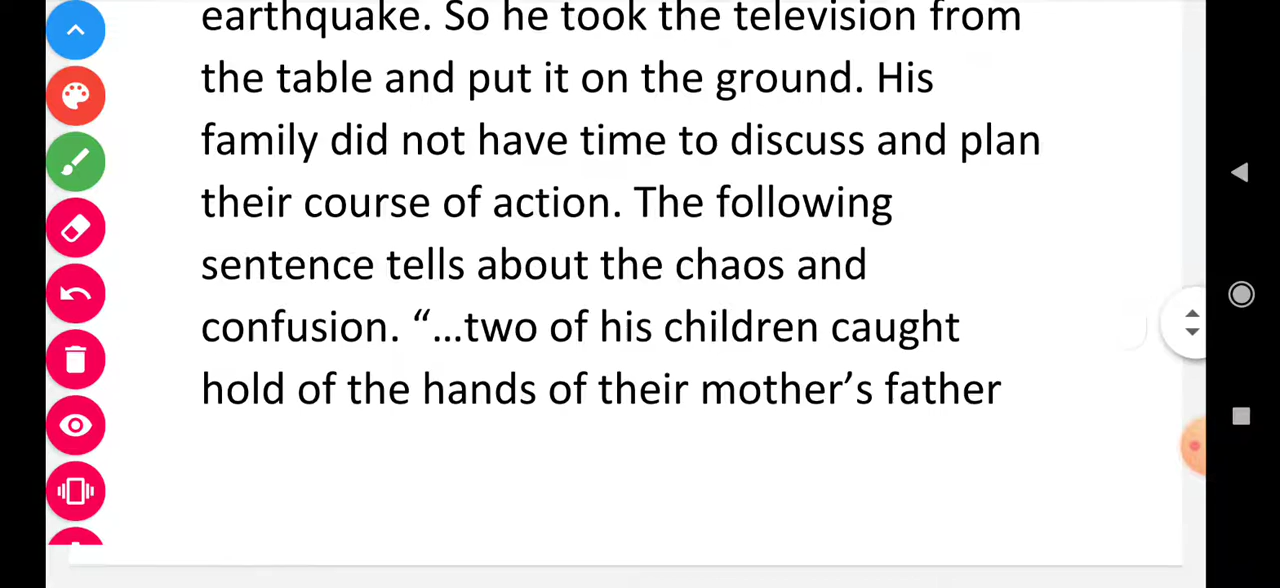 earthquake. So he took the television from
the table and put it on the ground. His
family did not have time to discuss and plan
their course of action. The following
sentence tells about the chaos and
confusion. “...two of his children caught
hold of the hands of their mother’s father